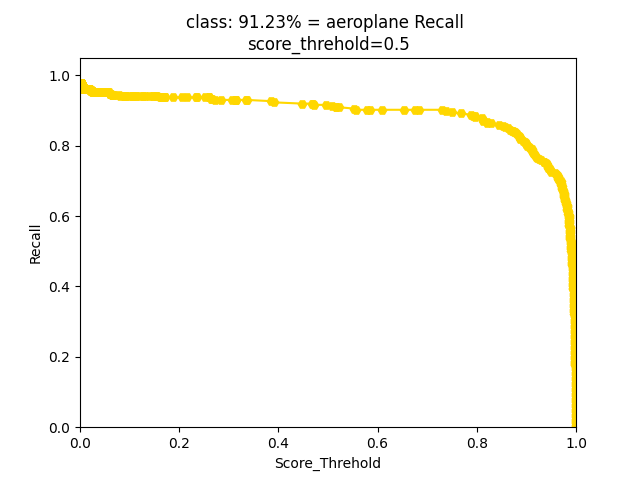 class: 91.23% = aeroplane Recall
score_threhold=0.5
1.0
0.8
0.6
0.4
0.2
0.0
Recall
0.0 0.2 0.4 0.6 0.8 1.0
Score_Threhold